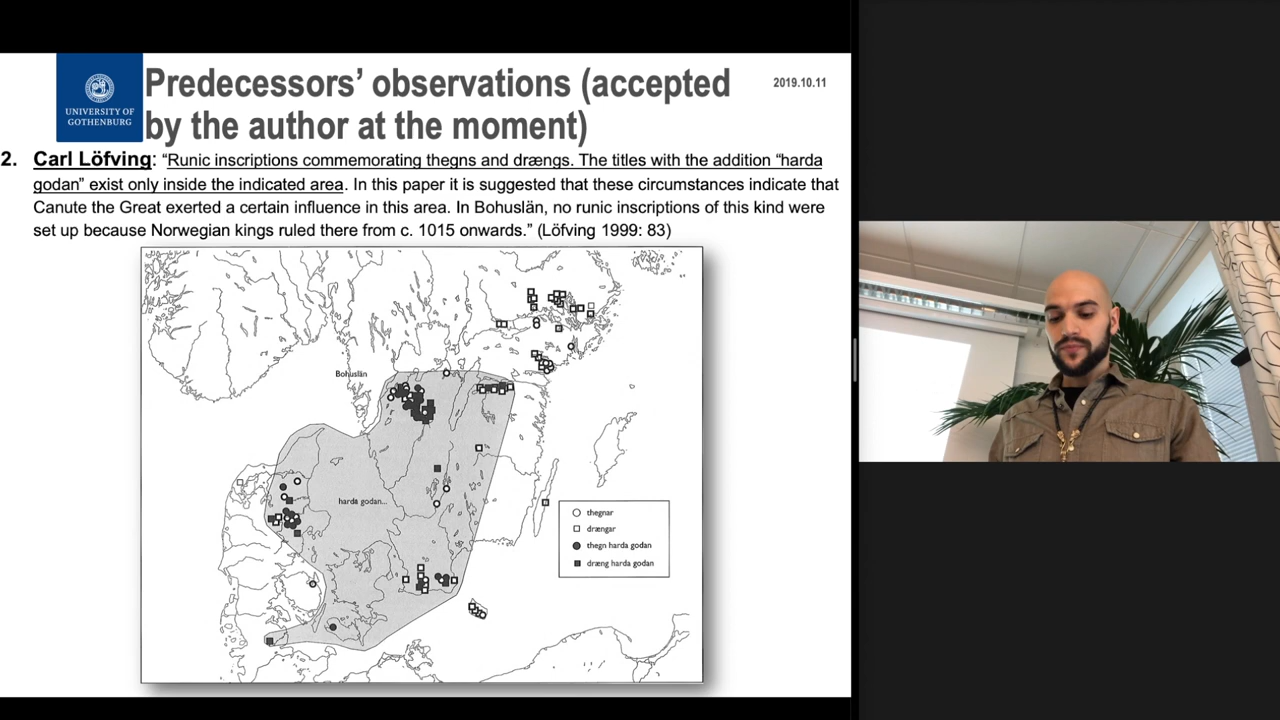 UNIVERSITY OF
GOTHENBURG
Predecessors’ observations (accepted
by the author at the moment)
2019.10.11
2. Carl Löfving: “Runic inscriptions commemorating thegns and drængs. The titles with the addition “harda
godan” exist only inside the indicated area. In this paper it is suggested that these circumstances indicate that
Canute the Great exerted a certain influence in this area. In Bohuslän, no runic inscriptions of this kind were
set up because Norwegian kings ruled there from c. 1015 onwards.” (Löfving 1999: 83)
Bohuslän
harda godan...
thegnar
drængar
thegn harda godan
dræng harda godan